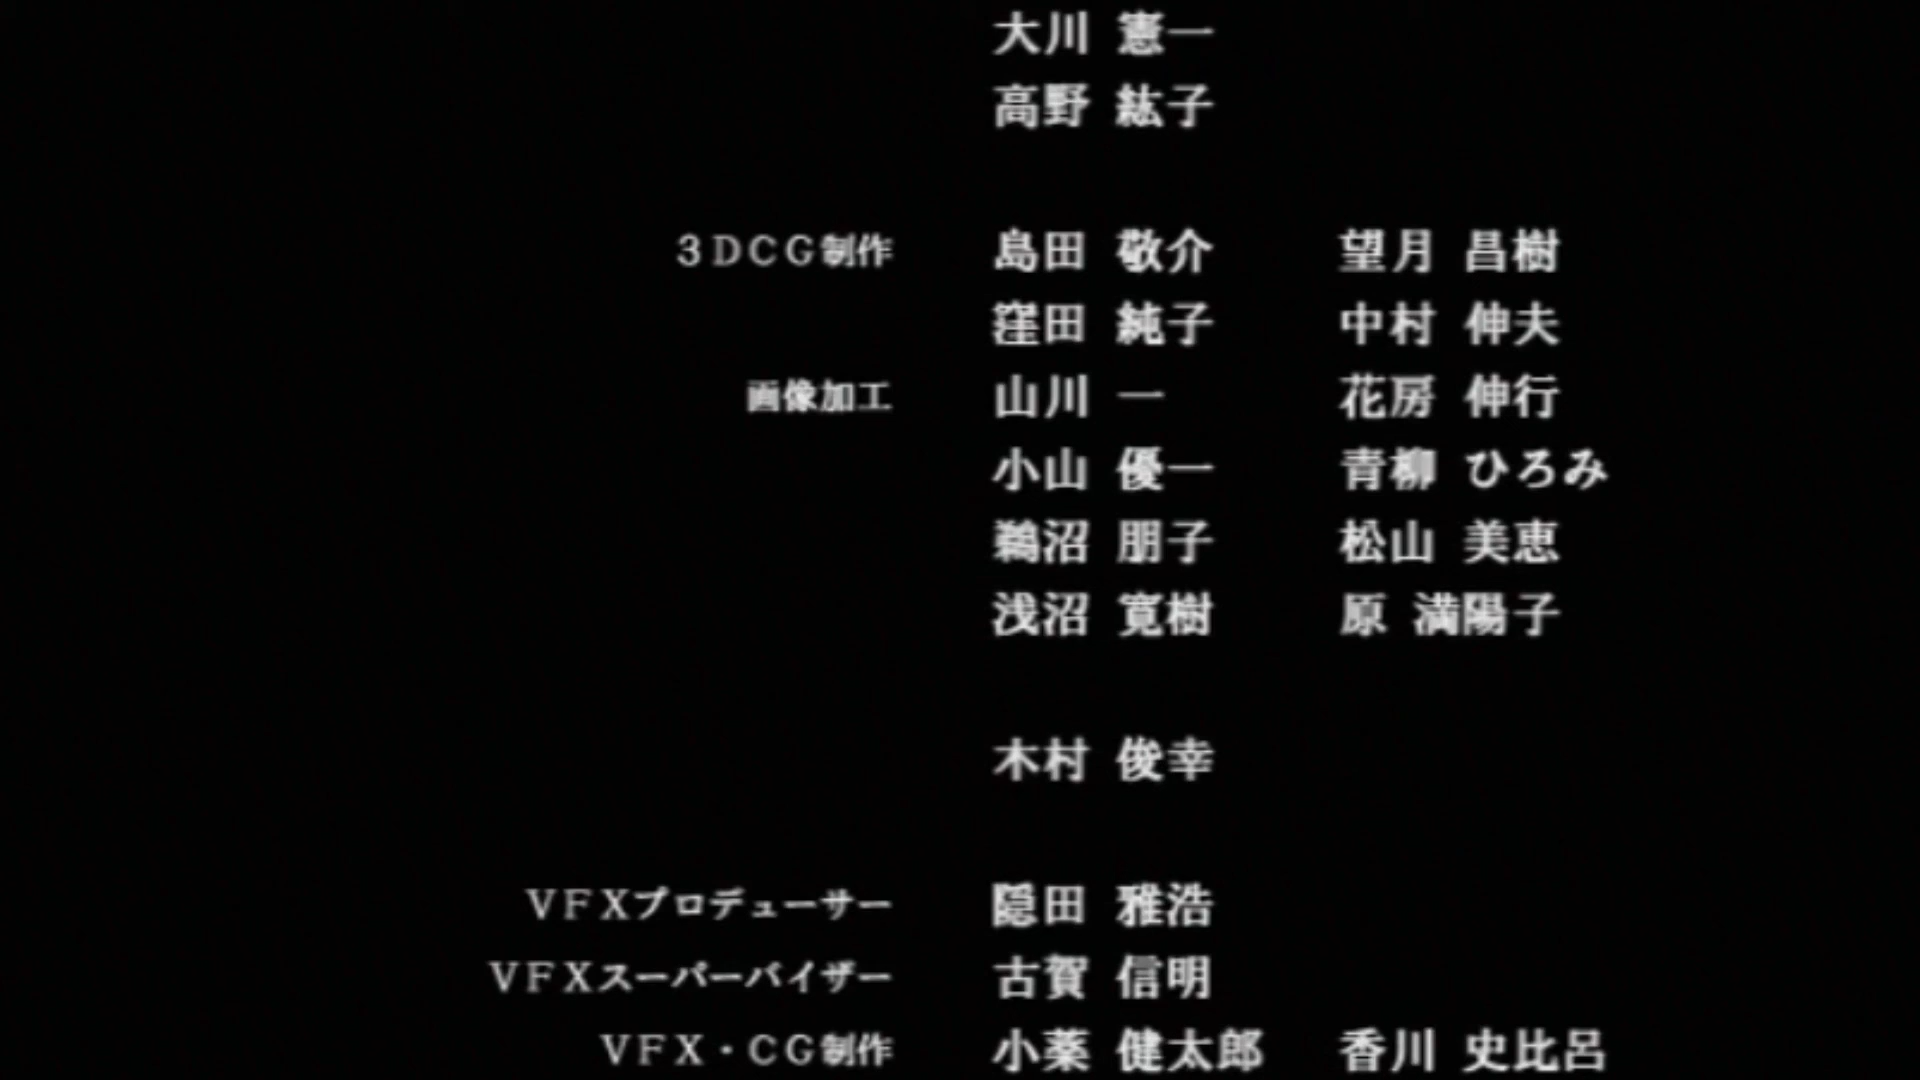 大川 憲一
高野 紘子
３ＤＣＧ制作 島田 敬介 望月 昌樹
窪田 純子 中村 伸夫
画像加工 山川 一 花房 伸行
小山 優一 青柳 ひろみ
鵜沼 朋子 松山 美恵
浅沼 寛樹 原 満陽子
木村 俊幸
ＶＦＸプロデューサー 隠田 雅浩
ＶＦＸスーパーバイザー 古賀 信明
ＶＦＸ・ＣＧ制作 小薬 健太郎 香川 史比呂